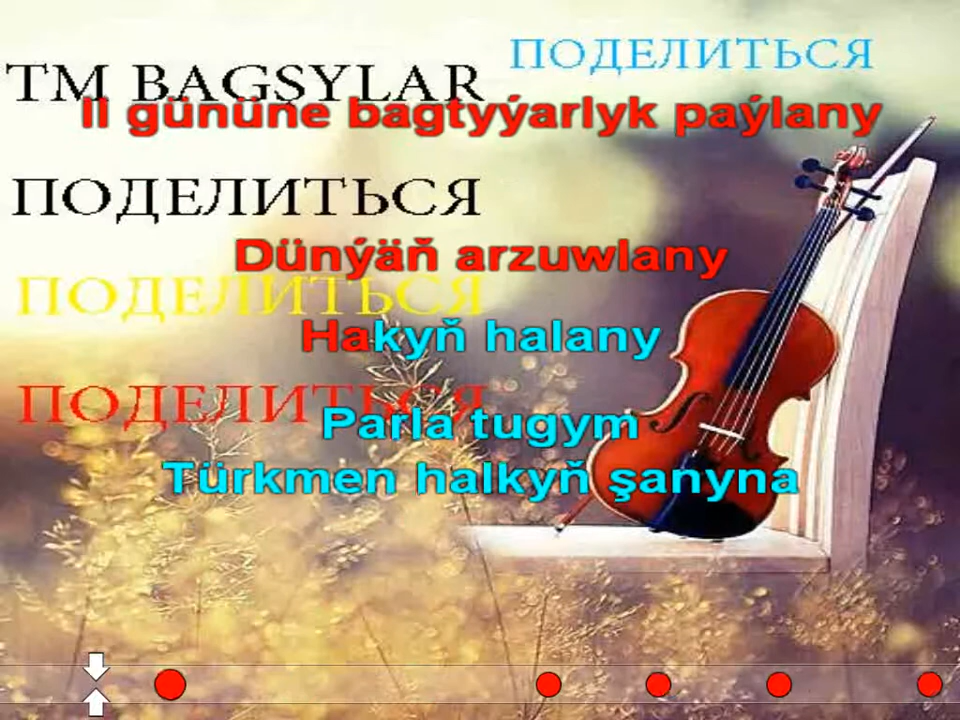 ПОДЕЛИТЬСЯ
TM BAGSYLAR
Il gününe bagtyýarlyk paýlany
ПОДЕЛИТЬСЯ
Dünýäň arzuwlany
ПОДЕЛИТЬСЯ
Hakyň halany
ПОДЕЛИТЬСЯ
Parla tugym
Türkmen halkyň şanyna